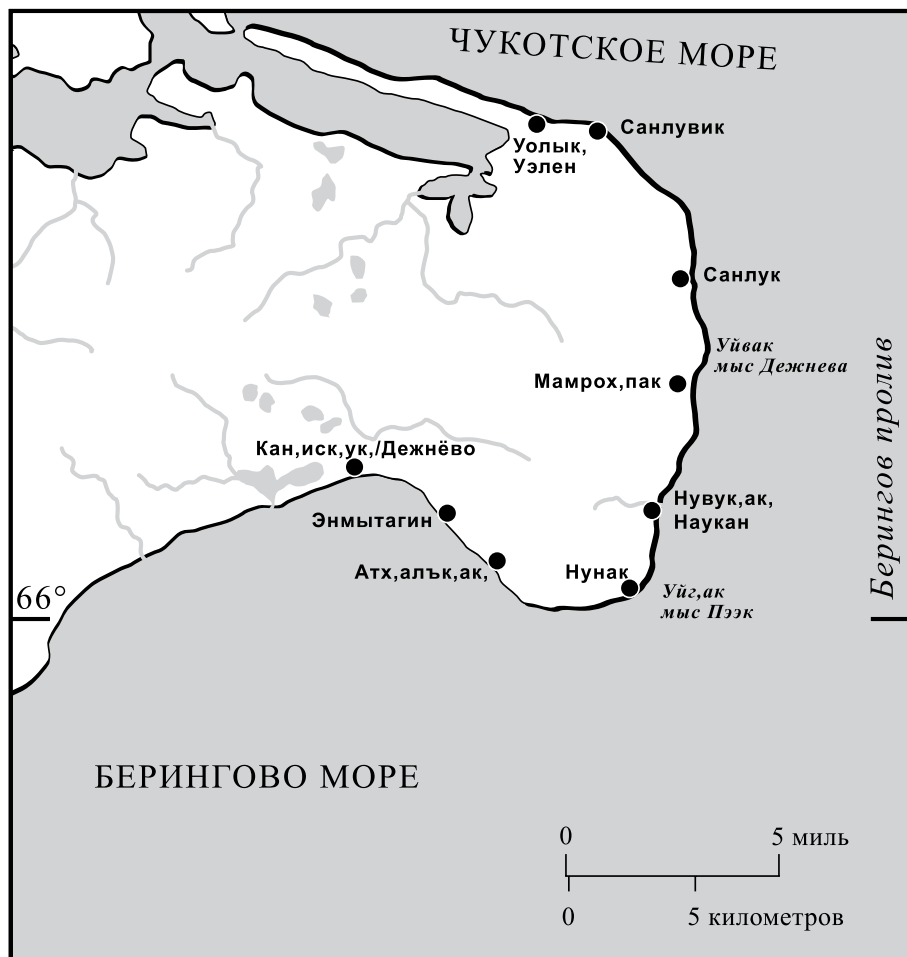 ЧУКОТСКОЕ МОРЕ
Санлувик
Уолык,
Уэлен
Санлук
Уйвак
мыс Дежнева
Мамрох,пак
Берингов пролив
Кан,иск,ук,/Дежнёво
Нувук,ак,
Наукан
Энмытагин
Атх,алък,ак,
Нунак
Уйг,ак
мыс Пээк
66°
БЕРИНГОВО МОРЕ
0 5 миль
0 5 километров